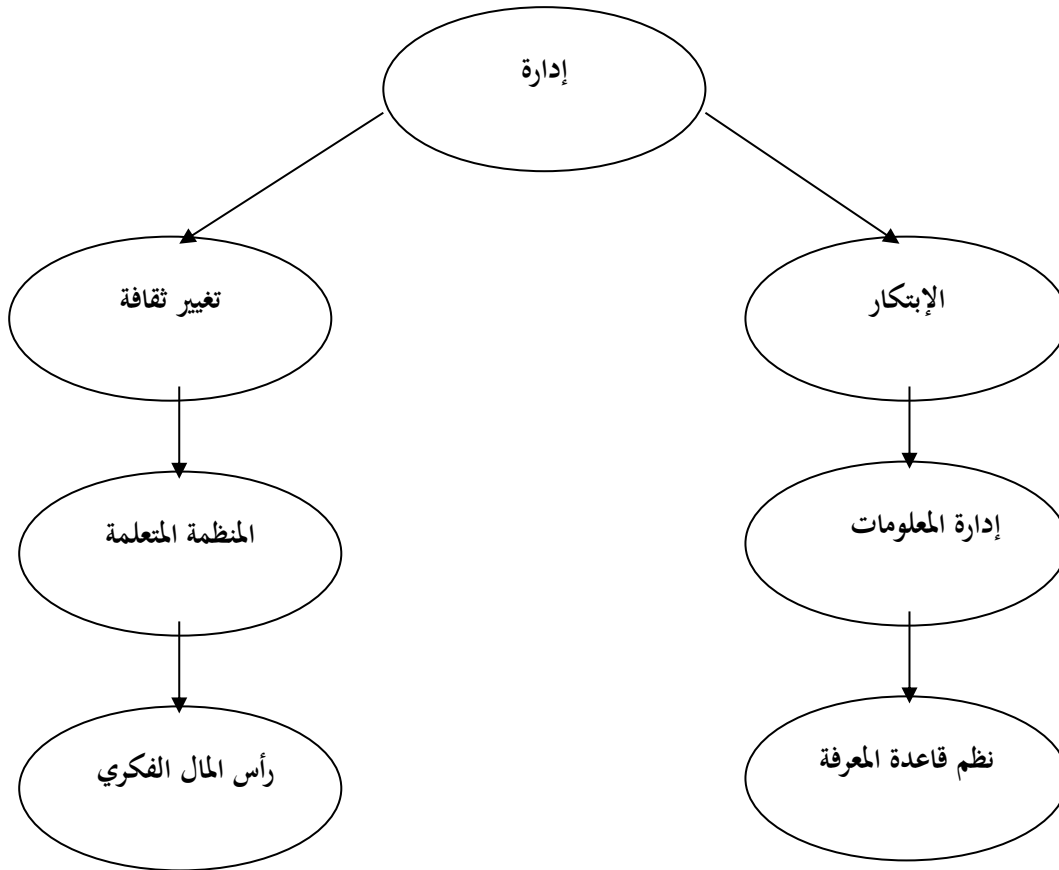 إدارة
الإبتكار
تغيير ثقافة
إدارة المعلومات
المنظمة المتعلمة
نظم قاعدة المعرفة
رأس المال الفكري